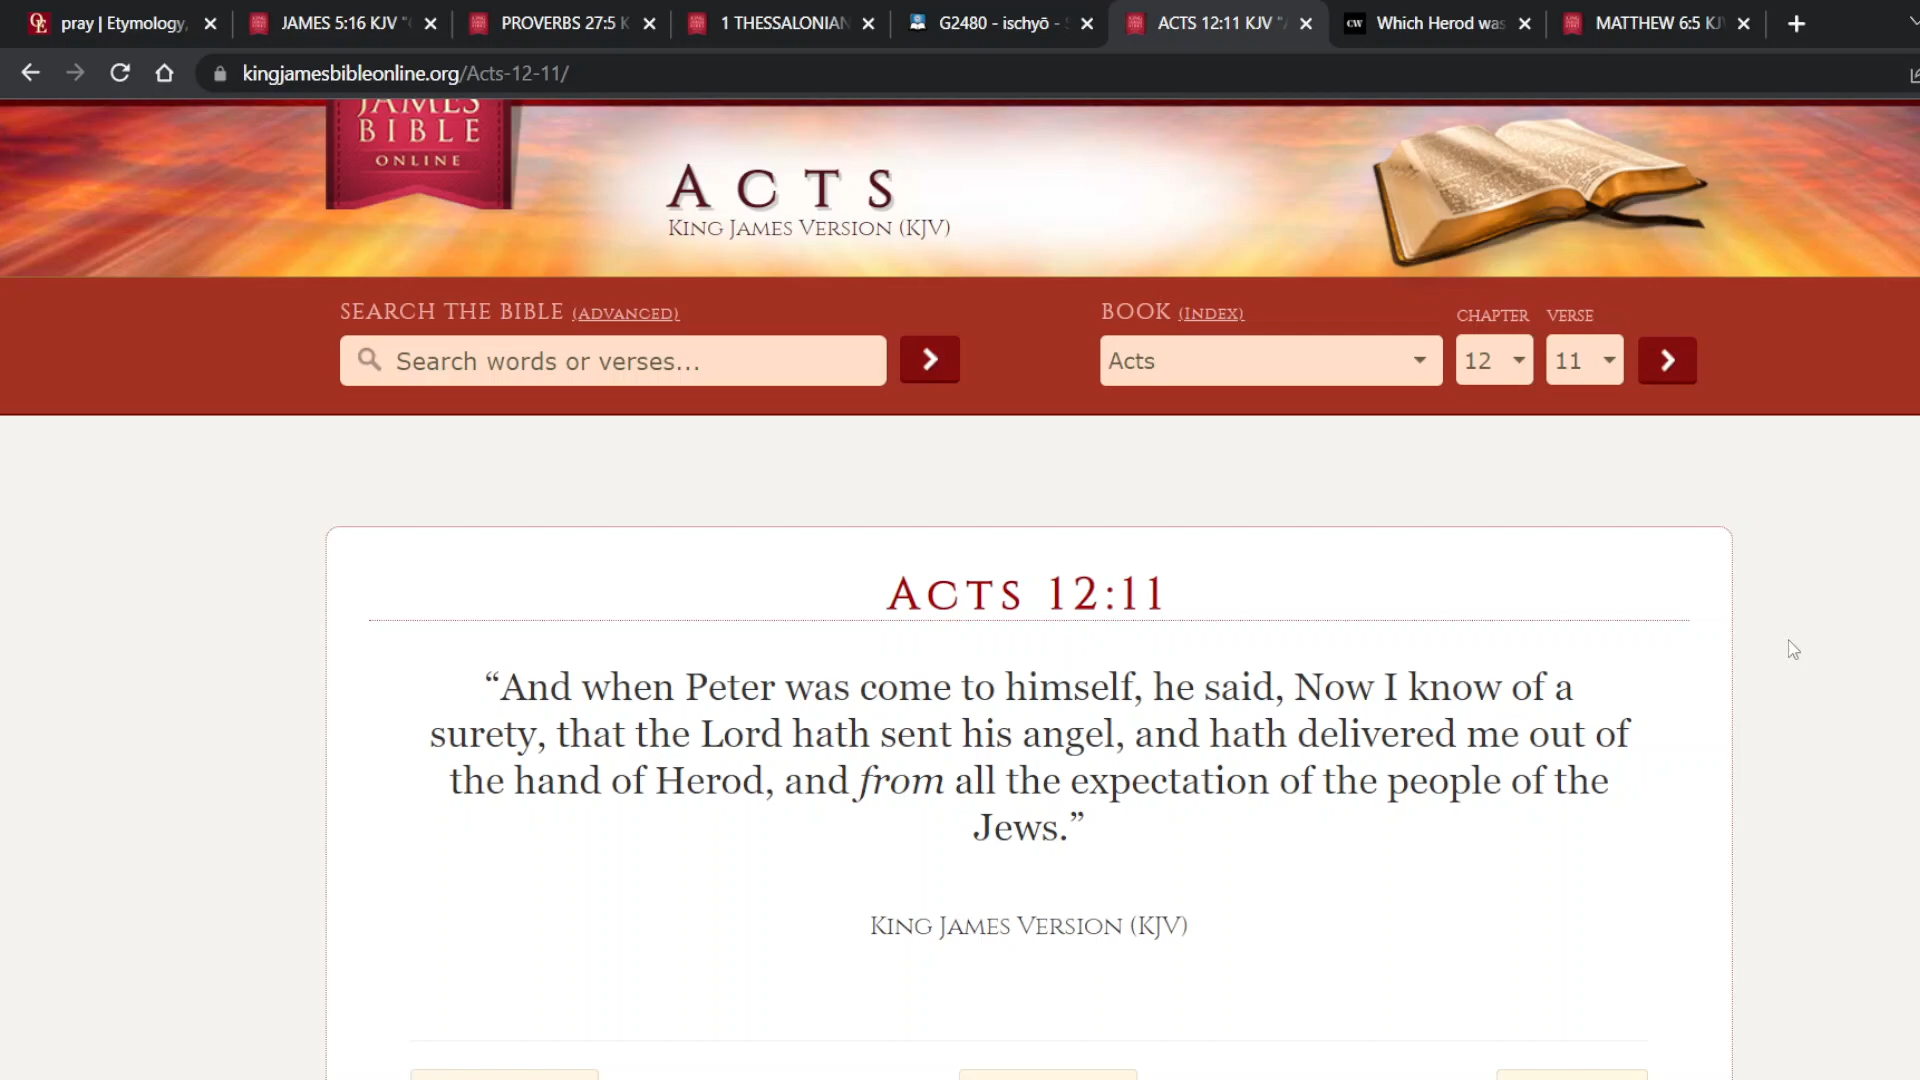 pray | Etymology,
JAMES 5:16 KJV "
PROVERBS 27:5 K
1 THESSALONIAN
G2480 - ischyō -
ACTS 12:11 KJV "
Which Herod was
MATTHEW 6:5 KJV
kingjamesbibleonline.org/Acts-12-11/
JAMES
BIBLE
ONLINE
ACTS
KING JAMES VERSION (KJV)
SEARCH THE BIBLE (ADVANCED)
Search words or verses...
BOOK (INDEX)
CHAPTER
VERSE
Acts
12
11
ACTS 12:11
“And when Peter was come to himself, he said, Now I know of a
surety, that the Lord hath sent his angel, and hath delivered me out of
the hand of Herod, and from all the expectation of the people of the
Jews.”
KING JAMES VERSION (KJV)